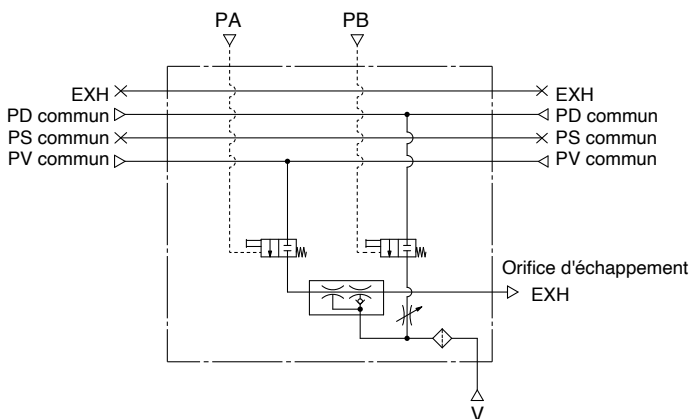 PA PB
EXH EXH
PD commun PD commun
PS commun PS commun
PV commun PV commun
Orifice d'échappement
EXH
V